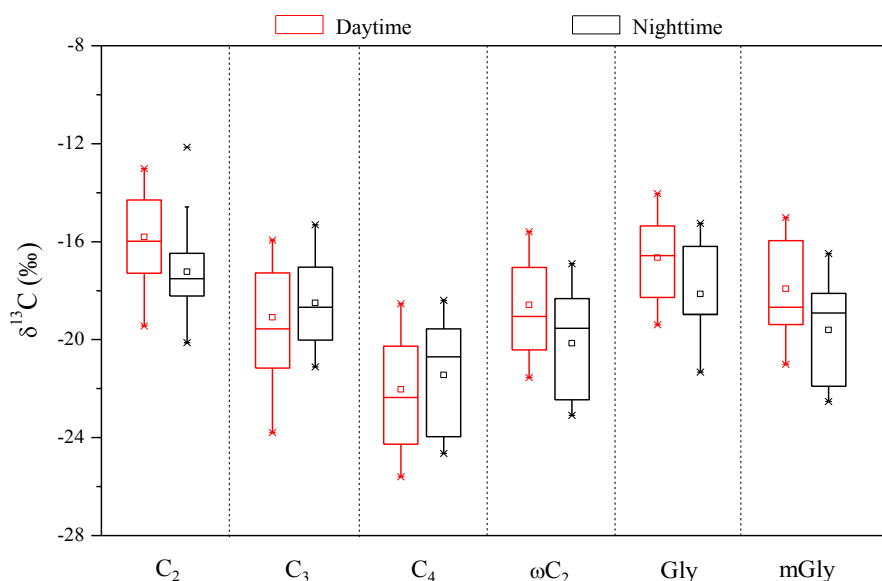 Daytime Nighttime
-8
-12
-16
-20
-24
-28
δ¹³C (‰)
C₂ C₃ C₄ ωC₂ Gly mGly